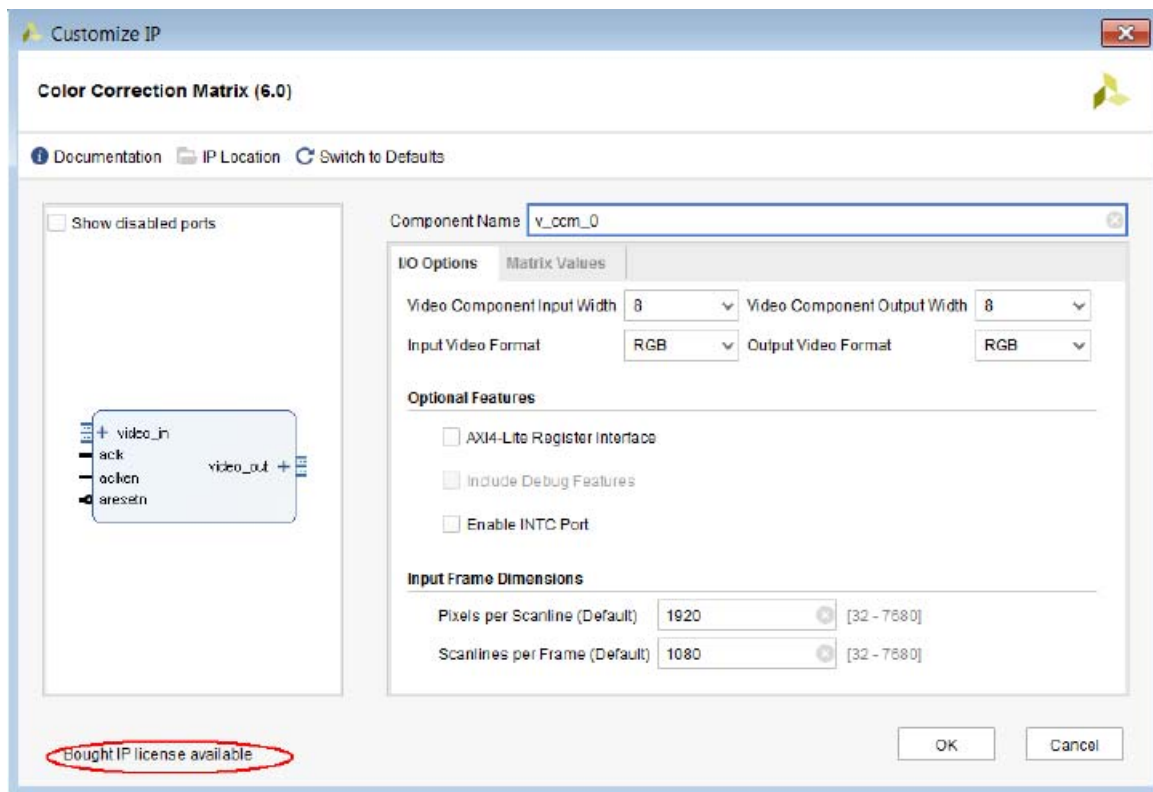 Customize IP
Color Correction Matrix (6.0)
Documentation IP Location Switch to Defaults
Show disabled ports
Component Name v_ccm_0
I/O Options Matrix Values
Video Component Input Width 8 Video Component Output Width 8
Input Video Format RGB Output Video Format RGB
Optional Features
AXI4-Lite Register Interface
Include Debug Features
Enable INTC Port
video_in
aclk
aclken
aresetn
video_out
Input Frame Dimensions
Pixels per Scanline (Default) 1920 [32 - 7680]
Scanlines per Frame (Default) 1080 [32 - 7680]
Bought IP license available
OK Cancel